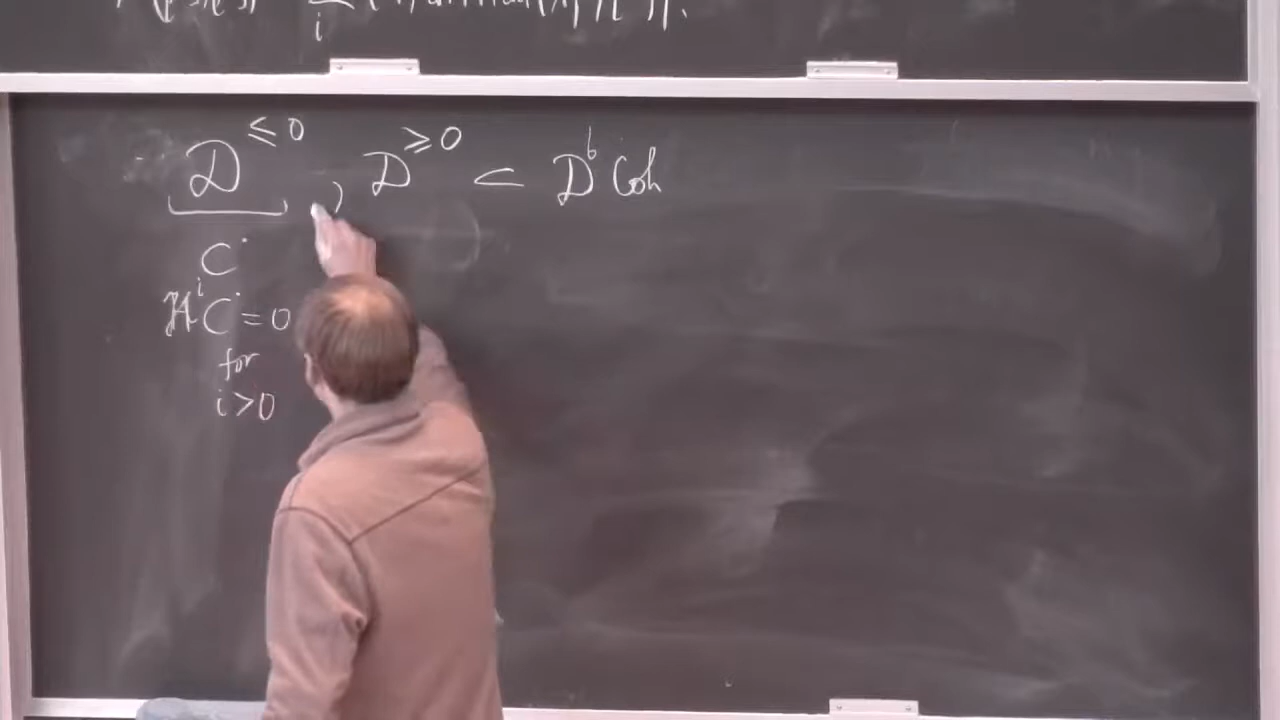 𝒟^{≤0} , 𝒟^{≥0} ⊂ D^b Coh
C^•
ℋ^i C^• = 0
for
i > 0